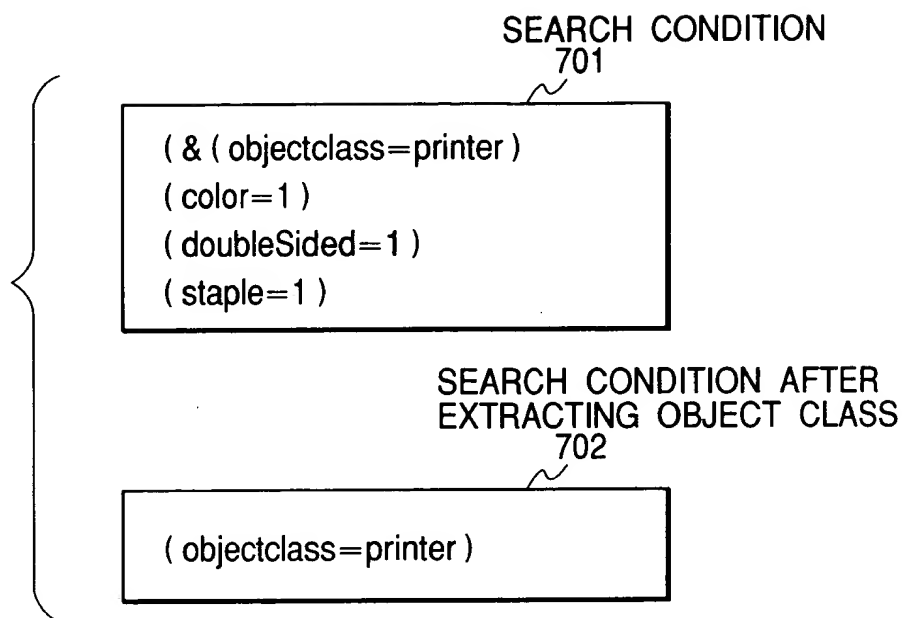 SEARCH CONDITION
701
( & ( objectclass=printer )
( color=1 )
( doubleSided=1 )
( staple=1 )
SEARCH CONDITION AFTER
EXTRACTING OBJECT CLASS
702
( objectclass=printer )